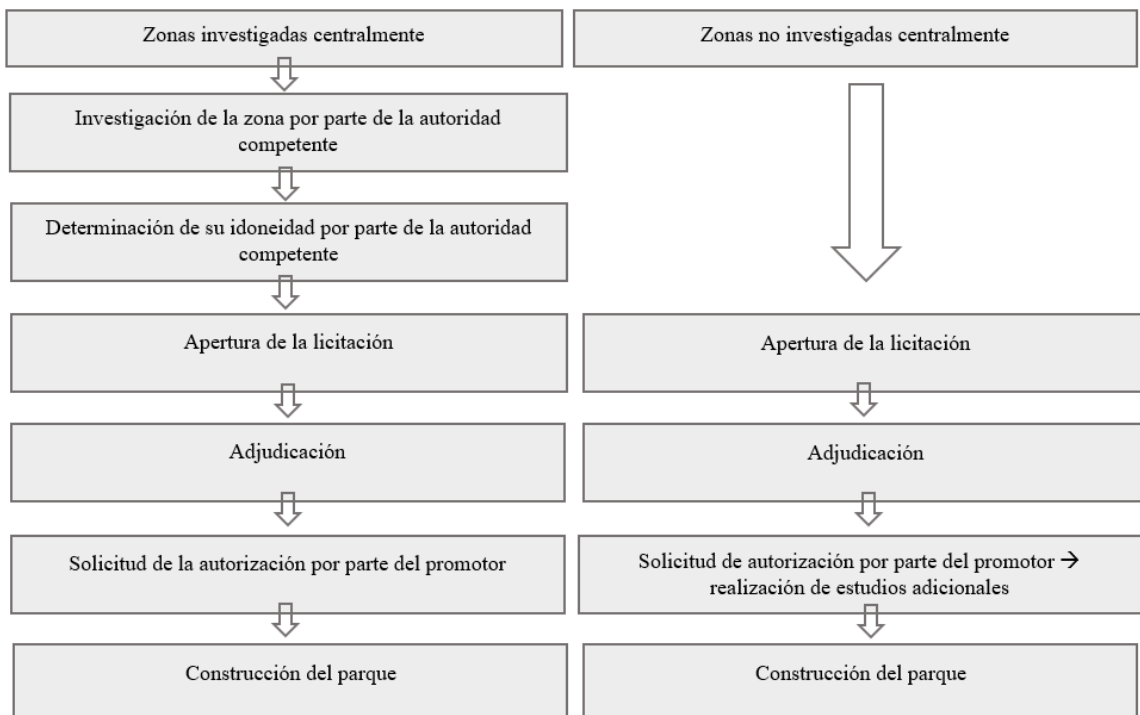 Zonas investigadas centralmente
Investigación de la zona por parte de la autoridad
competente
Determinación de su idoneidad por parte de la autoridad
competente
Apertura de la licitación
Adjudicación
Solicitud de la autorización por parte del promotor
Construcción del parque
Zonas no investigadas centralmente
Apertura de la licitación
Adjudicación
Solicitud de autorización por parte del promotor →
realización de estudios adicionales
Construcción del parque